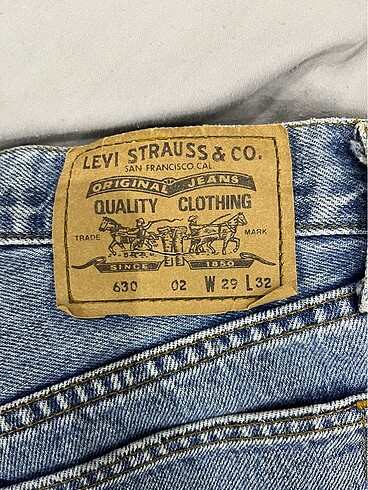 LEVI STRAUSS & CO.
SAN FRANCISCO CAL
ORIGINAL JEANS
QUALITY CLOTHING
TRADE MARK
SINCE 1850
630 02 W 29 L 32